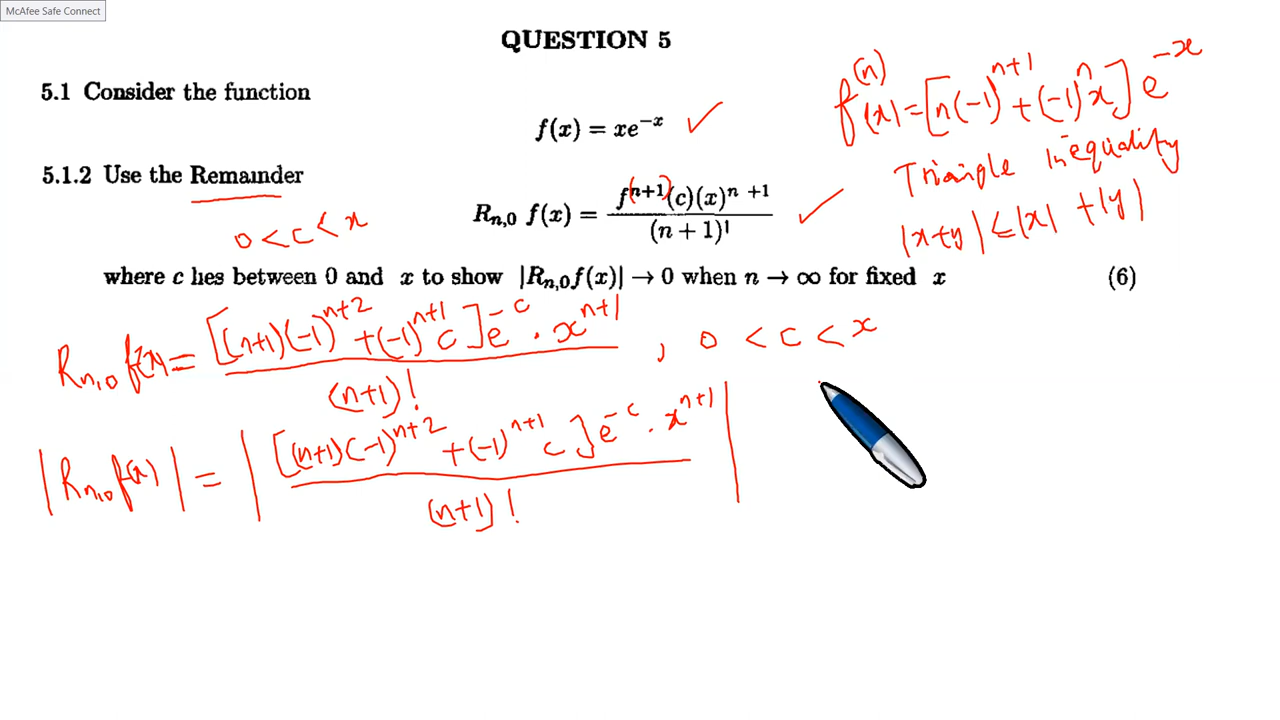 McAfee Safe Connect
QUESTION 5
5.1 Consider the function
f(x) = xe^{-x} ✓
f^{(n)}(x) = [n(-1)^{n+1} + (-1)^n x] e^{-x}
5.1.2 Use the Remainder
0 < c < x
R_{n,0} f(x) = \frac{f^{(n+1)}(c)(x)^{n+1}}{(n+1)!} ✓
Triangle Inequality
|x+y| ≤ |x| + |y|
where c lies between 0 and x to show |R_{n,0}f(x)| → 0 when n → ∞ for fixed x (6)
R_{n,0} f(x) = \frac{[(n+1)(-1)^{n+2} + (-1)^{n+1} c] e^{-c} · x^{n+1}}{(n+1)!} , 0 < c < x
|R_{n,0} f(x)| = |\frac{[(n+1)(-1)^{n+2} + (-1)^{n+1} c] e^{-c} · x^{n+1}}{(n+1)!}|